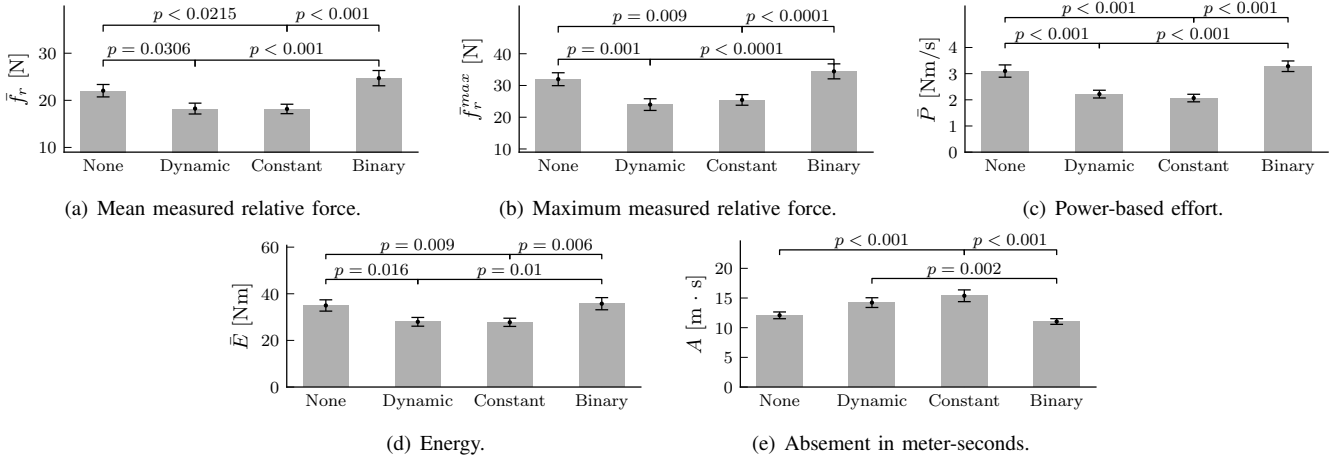 p < 0.0215 p < 0.001
p = 0.0306 p < 0.001
30
20
10
f̄_r [N]
None Dynamic Constant Binary
(a) Mean measured relative force.
p = 0.009 p < 0.0001
p = 0.001 p < 0.0001
40
30
20
10
f̄_r^{max} [N]
None Dynamic Constant Binary
(b) Maximum measured relative force.
p < 0.001 p < 0.001
p < 0.001 p < 0.001
4
3
2
1
0
P̄ [Nm/s]
None Dynamic Constant Binary
(c) Power-based effort.
p = 0.009 p = 0.006
p = 0.016 p = 0.01
60
40
20
0
Ē [Nm]
None Dynamic Constant Binary
(d) Energy.
p < 0.001 p < 0.001
p = 0.002
20
15
10
5
0
A [m · s]
None Dynamic Constant Binary
(e) Absement in meter-seconds.